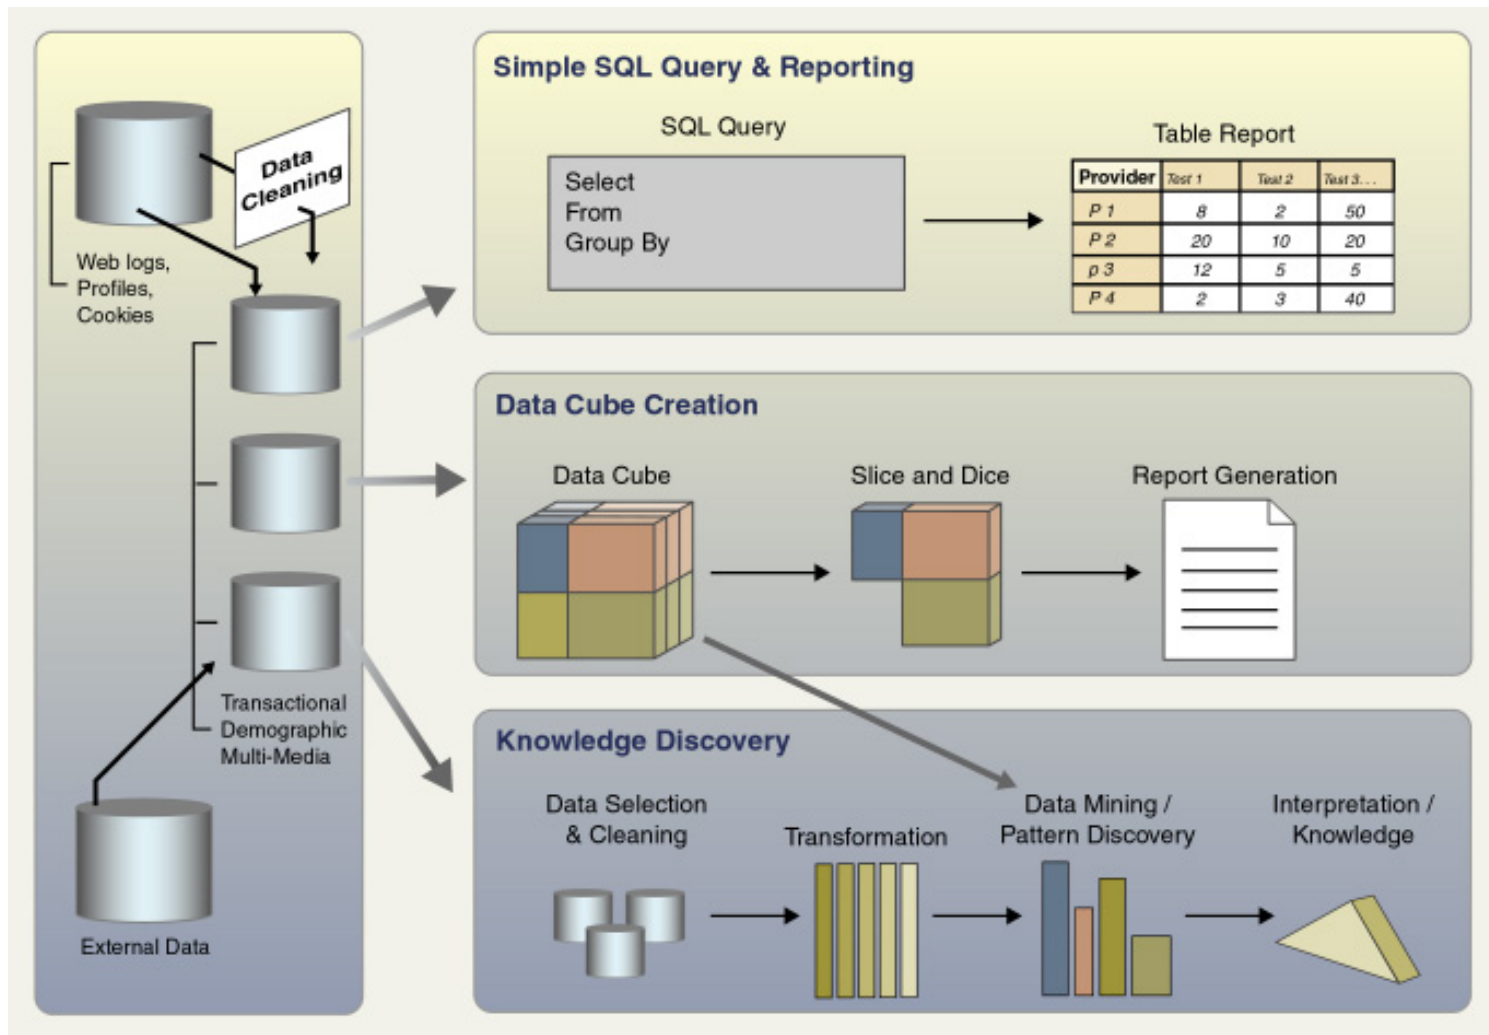 Data
Cleaning
Web logs,
Profiles,
Cookies
Transactional
Demographic
Multi-Media
External Data
Simple SQL Query & Reporting
SQL Query
Select
From
Group By
Table Report
Provider Test 1 Test 2 Test 3...
P 1 8 2 50
P 2 20 10 20
p 3 12 5 5
P 4 2 3 40
Data Cube Creation
Data Cube
Slice and Dice
Report Generation
Knowledge Discovery
Data Selection
& Cleaning
Transformation
Data Mining /
Pattern Discovery
Interpretation /
Knowledge